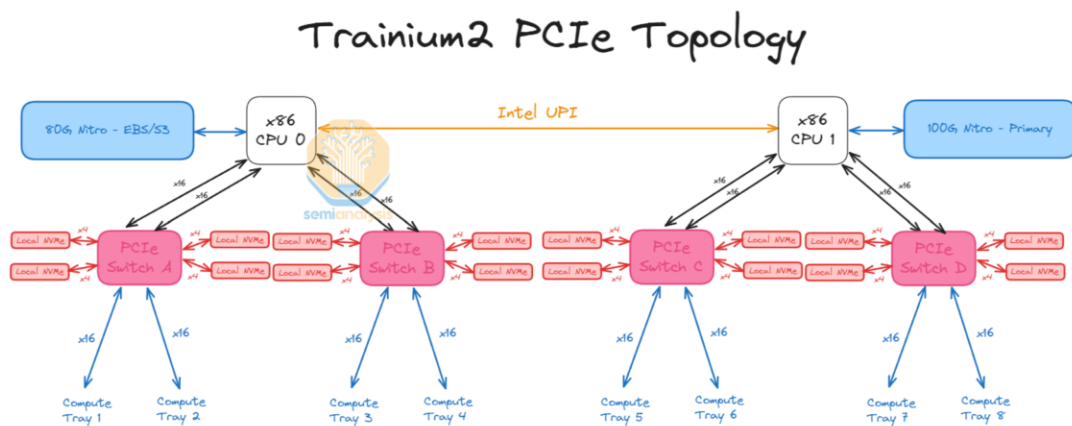 Trainium2 PCIe Topology
80G Nitro - EBS/S3
x86
CPU 0
Intel UPI
x86
CPU 1
100G Nitro - Primary
semianalysis
x16
x16
x16
x16
x16
x16
x16
x16
Local NVMe
x4
PCIe
Switch A
x4
Local NVMe
Local NVMe
x4
x4
Local NVMe
Local NVMe
x4
PCIe
Switch B
x4
Local NVMe
Local NVMe
x4
x4
Local NVMe
Local NVMe
x4
PCIe
Switch C
x4
Local NVMe
Local NVMe
x4
x4
Local NVMe
Local NVMe
x4
PCIe
Switch D
x4
Local NVMe
Local NVMe
x4
x4
Local NVMe
x16
x16
x16
x16
x16
x16
x16
x16
Compute
Tray 1
Compute
Tray 2
Compute
Tray 3
Compute
Tray 4
Compute
Tray 5
Compute
Tray 6
Compute
Tray 7
Compute
Tray 8